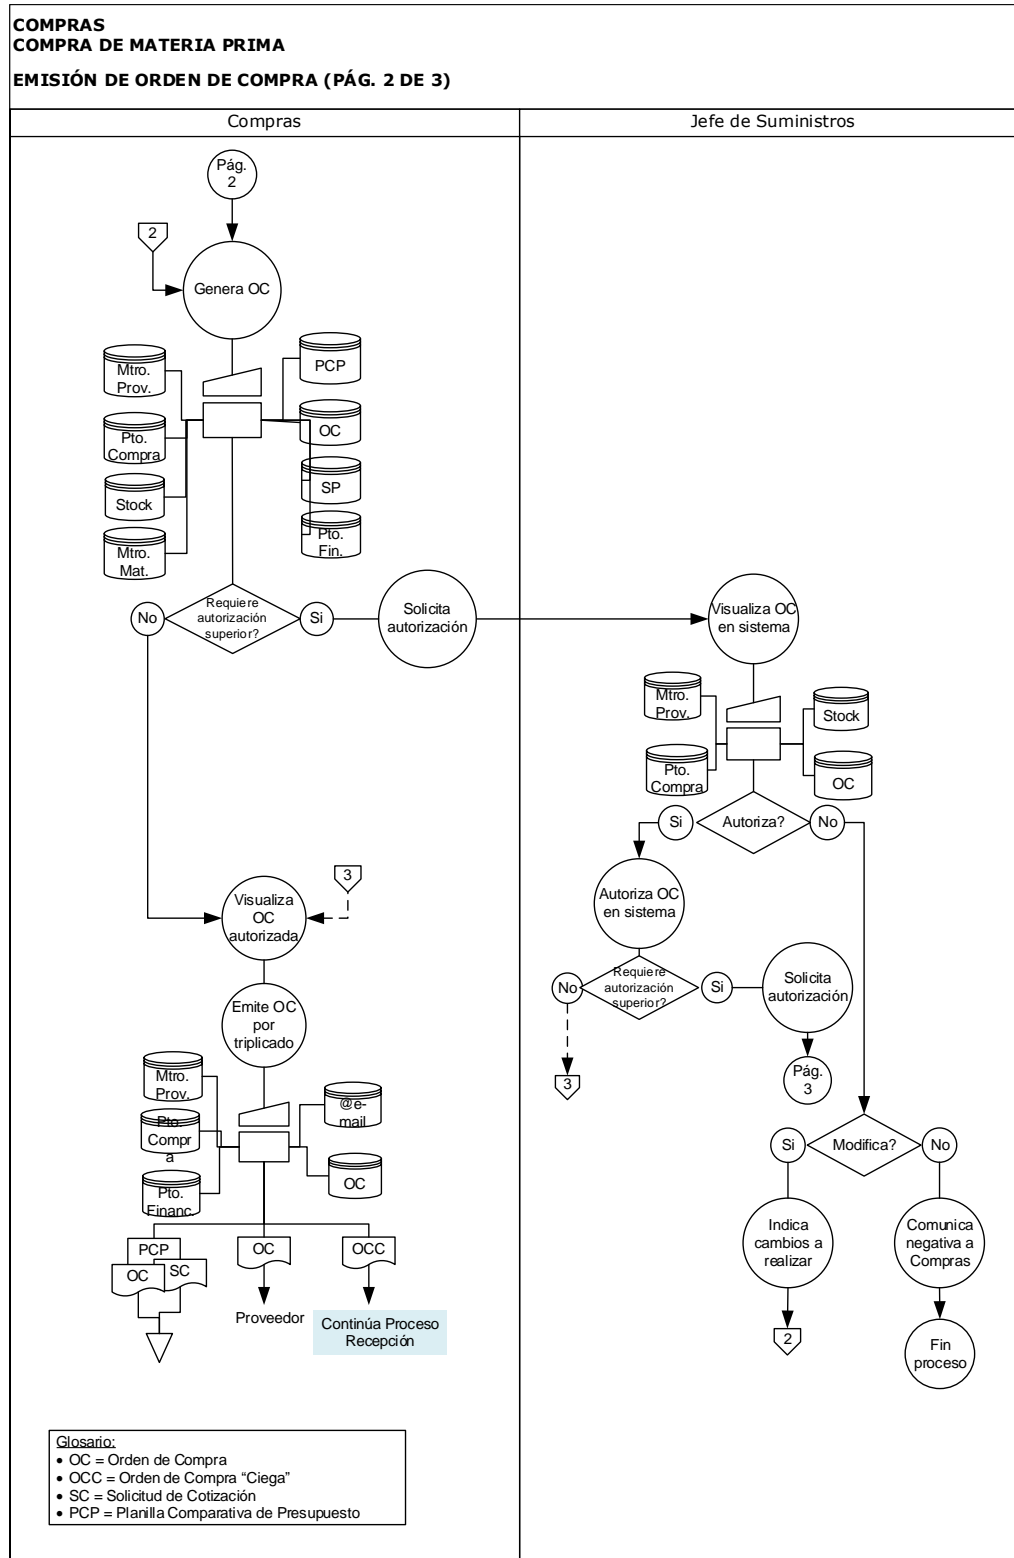 COMPRAS
COMPRA DE MATERIA PRIMA
EMISIÓN DE ORDEN DE COMPRA (PÁG. 2 DE 3)
Compras
Jefe de Suministros
Pág.
2
2
Genera OC
Mtro.
Prov.
PCP
Pto.
Compra
OC
Stock
SP
Mtro.
Mat.
Pto.
Fin.
No
Requiere
autorización
superior?
Si
Solicita
autorización
Visualiza OC
en sistema
Mtro.
Prov.
Stock
Pto.
Compra
OC
Si
Autoriza?
No
Autoriza OC
en sistema
3
Visualiza
OC
autorizada
No
Requiere
autorización
superior?
Si
Solicita
autorización
Emite OC
por
triplicado
3
Pág.
3
Mtro.
Prov.
@e-
mail
Pto.
Compr
a
OC
Pto.
Financ.
Si
Modifica?
No
Indica
cambios a
realizar
Comunica
negativa a
Compras
PCP
OC
SC
OC
OCC
Proveedor
Continúa Proceso
Recepción
2
Fin
proceso
Glosario:
• OC = Orden de Compra
• OCC = Orden de Compra “Ciega”
• SC = Solicitud de Cotización
• PCP = Planilla Comparativa de Presupuesto